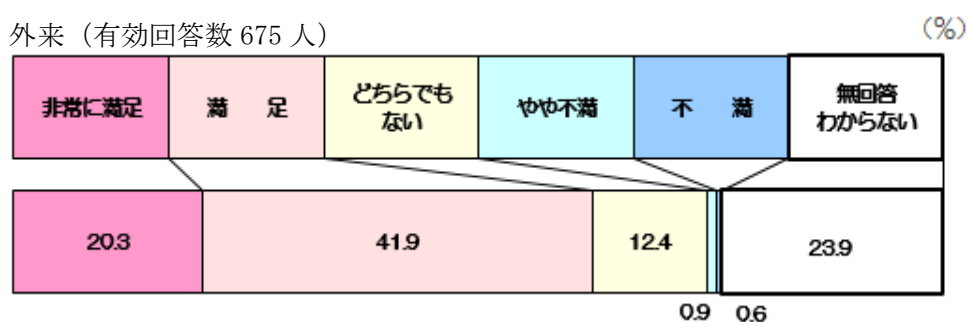 外来（有効回答数 675 人）
(%)
非常に満足
満　足
どちらでも
ない
やや不満
不　満
無回答
わからない
20.3
41.9
12.4
23.9
0.9
0.6